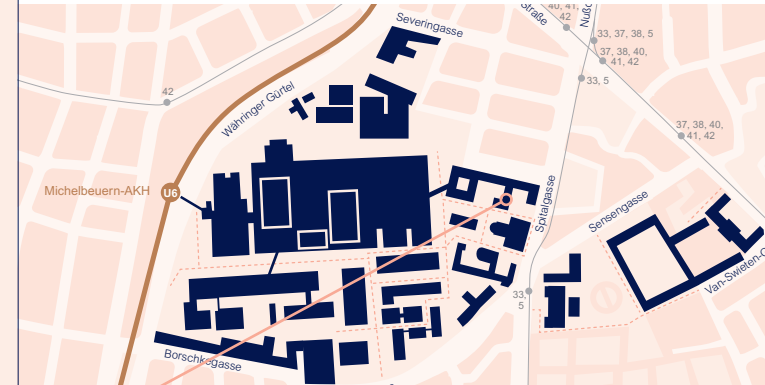 40, 41,
42
Straße
Nuß
Severingasse
33, 37, 38, 5
37, 38, 40,
41, 42
33, 5
42
Währinger Gürtel
37, 38, 40,
41, 42
Michelbeuern-AKH
U6
Spitalgasse
Sensengasse
Van-Swieten-G
33,
5
Borschkegasse